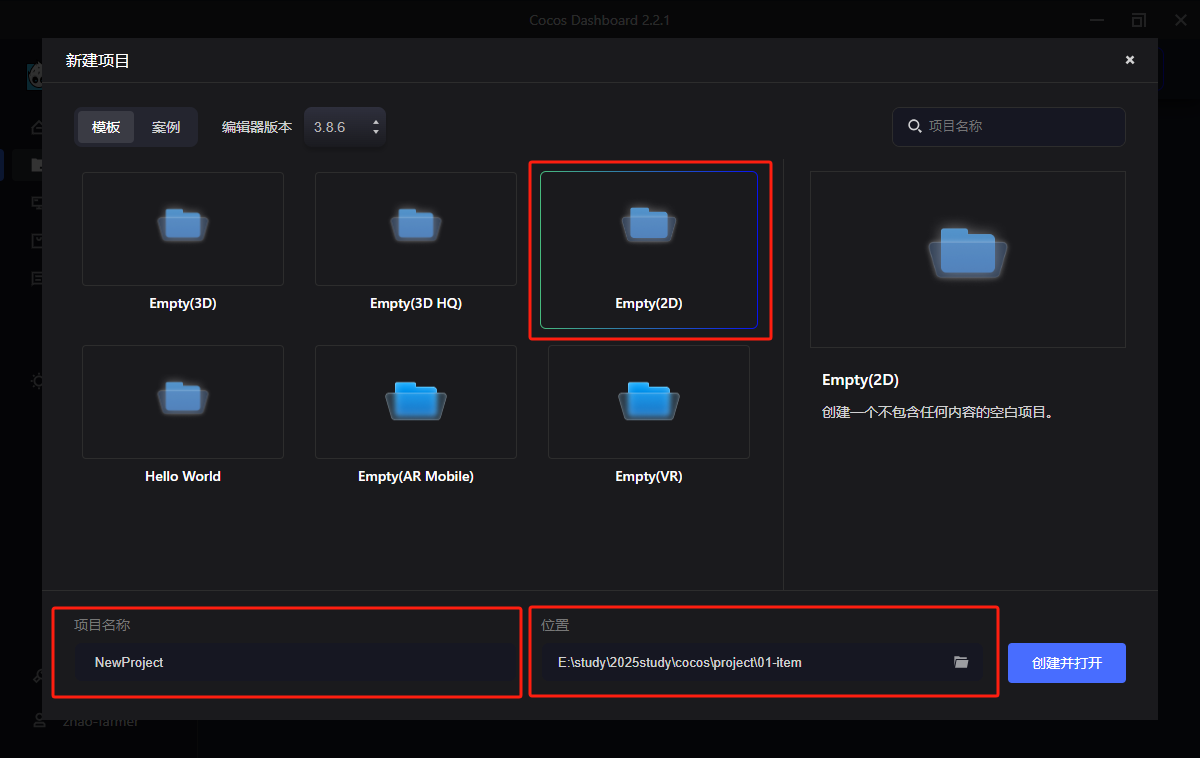 Cocos Dashboard 2.2.1
新建项目
模板
案例
编辑器版本
3.8.6
项目名称
Empty(3D)
Empty(3D HQ)
Empty(2D)
Empty(2D)
创建一个不包含任何内容的空白项目。
Hello World
Empty(AR Mobile)
Empty(VR)
项目名称
NewProject
位置
E:\study\2025study\cocos\project\01-item
创建并打开
zhao-farmer